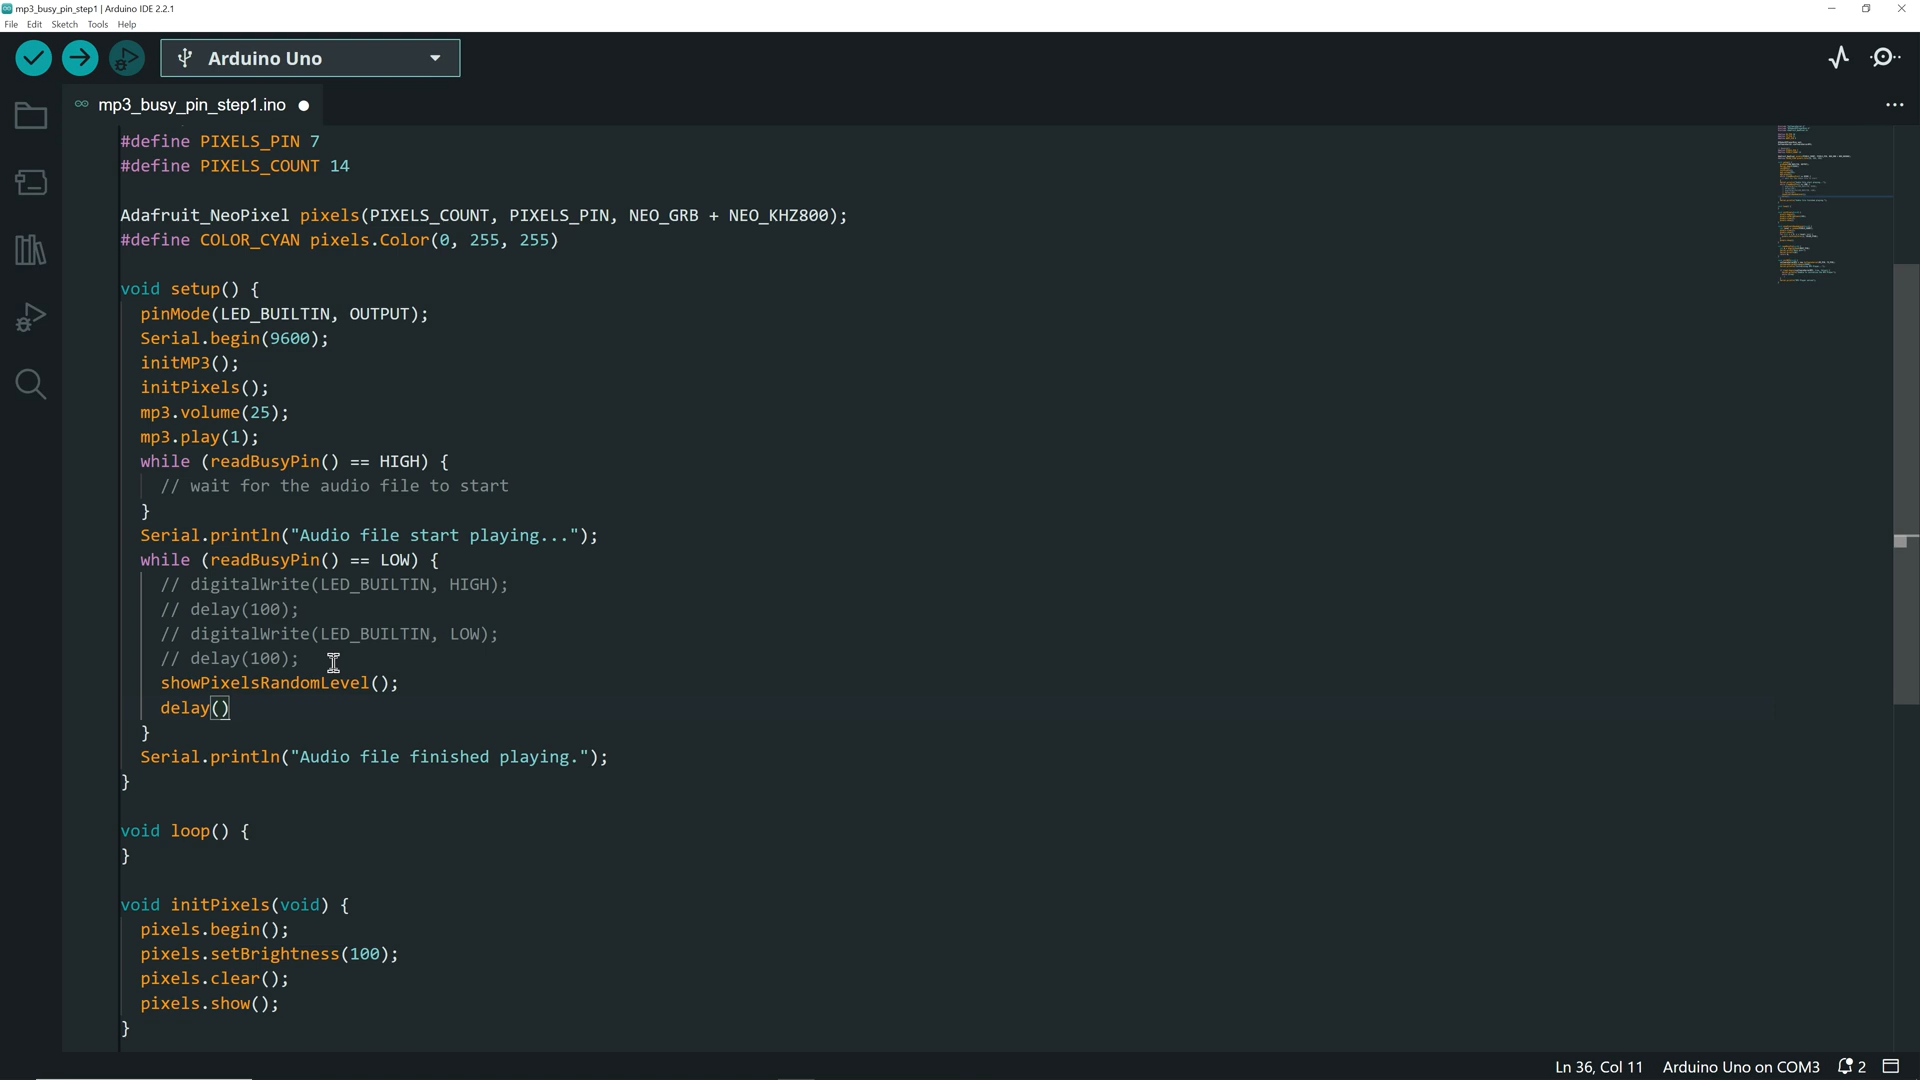 mp3_busy_pin_step1 | Arduino IDE 2.2.1
File Edit Sketch Tools Help
Arduino Uno
mp3_busy_pin_step1.ino
#define PIXELS_PIN 7
#define PIXELS_COUNT 14
Adafruit_NeoPixel pixels(PIXELS_COUNT, PIXELS_PIN, NEO_GRB + NEO_KHZ800);
#define COLOR_CYAN pixels.Color(0, 255, 255)
void setup() {
pinMode(LED_BUILTIN, OUTPUT);
Serial.begin(9600);
initMP3();
initPixels();
mp3.volume(25);
mp3.play(1);
while (readBusyPin() == HIGH) {
// wait for the audio file to start
}
Serial.println("Audio file start playing...");
while (readBusyPin() == LOW) {
// digitalWrite(LED_BUILTIN, HIGH);
// delay(100);
// digitalWrite(LED_BUILTIN, LOW);
// delay(100);
showPixelsRandomLevel();
delay()
}
Serial.println("Audio file finished playing.");
}
void loop() {
}
void initPixels(void) {
pixels.begin();
pixels.setBrightness(100);
pixels.clear();
pixels.show();
}
Ln 36, Col 11 Arduino Uno on COM3 2